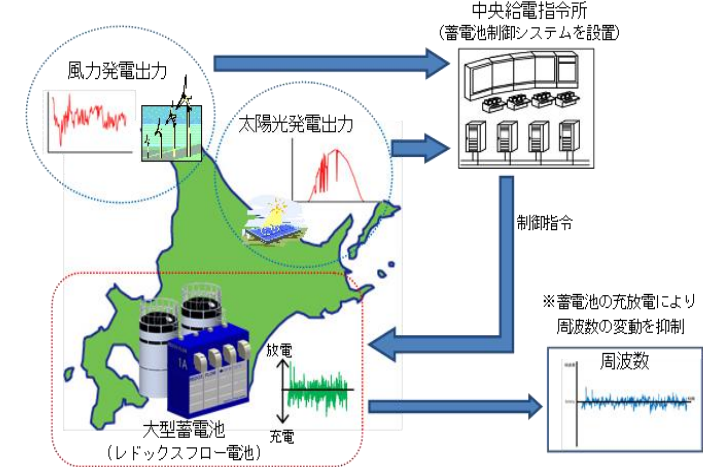 中央給電指令所
（蓄電池制御システムを設置）
風力発電出力
太陽光発電出力
制御指令
※蓄電池の充放電により
周波数の変動を抑制
放電
周波数
1A
充電
大型蓄電池
（レドックスフロー電池）